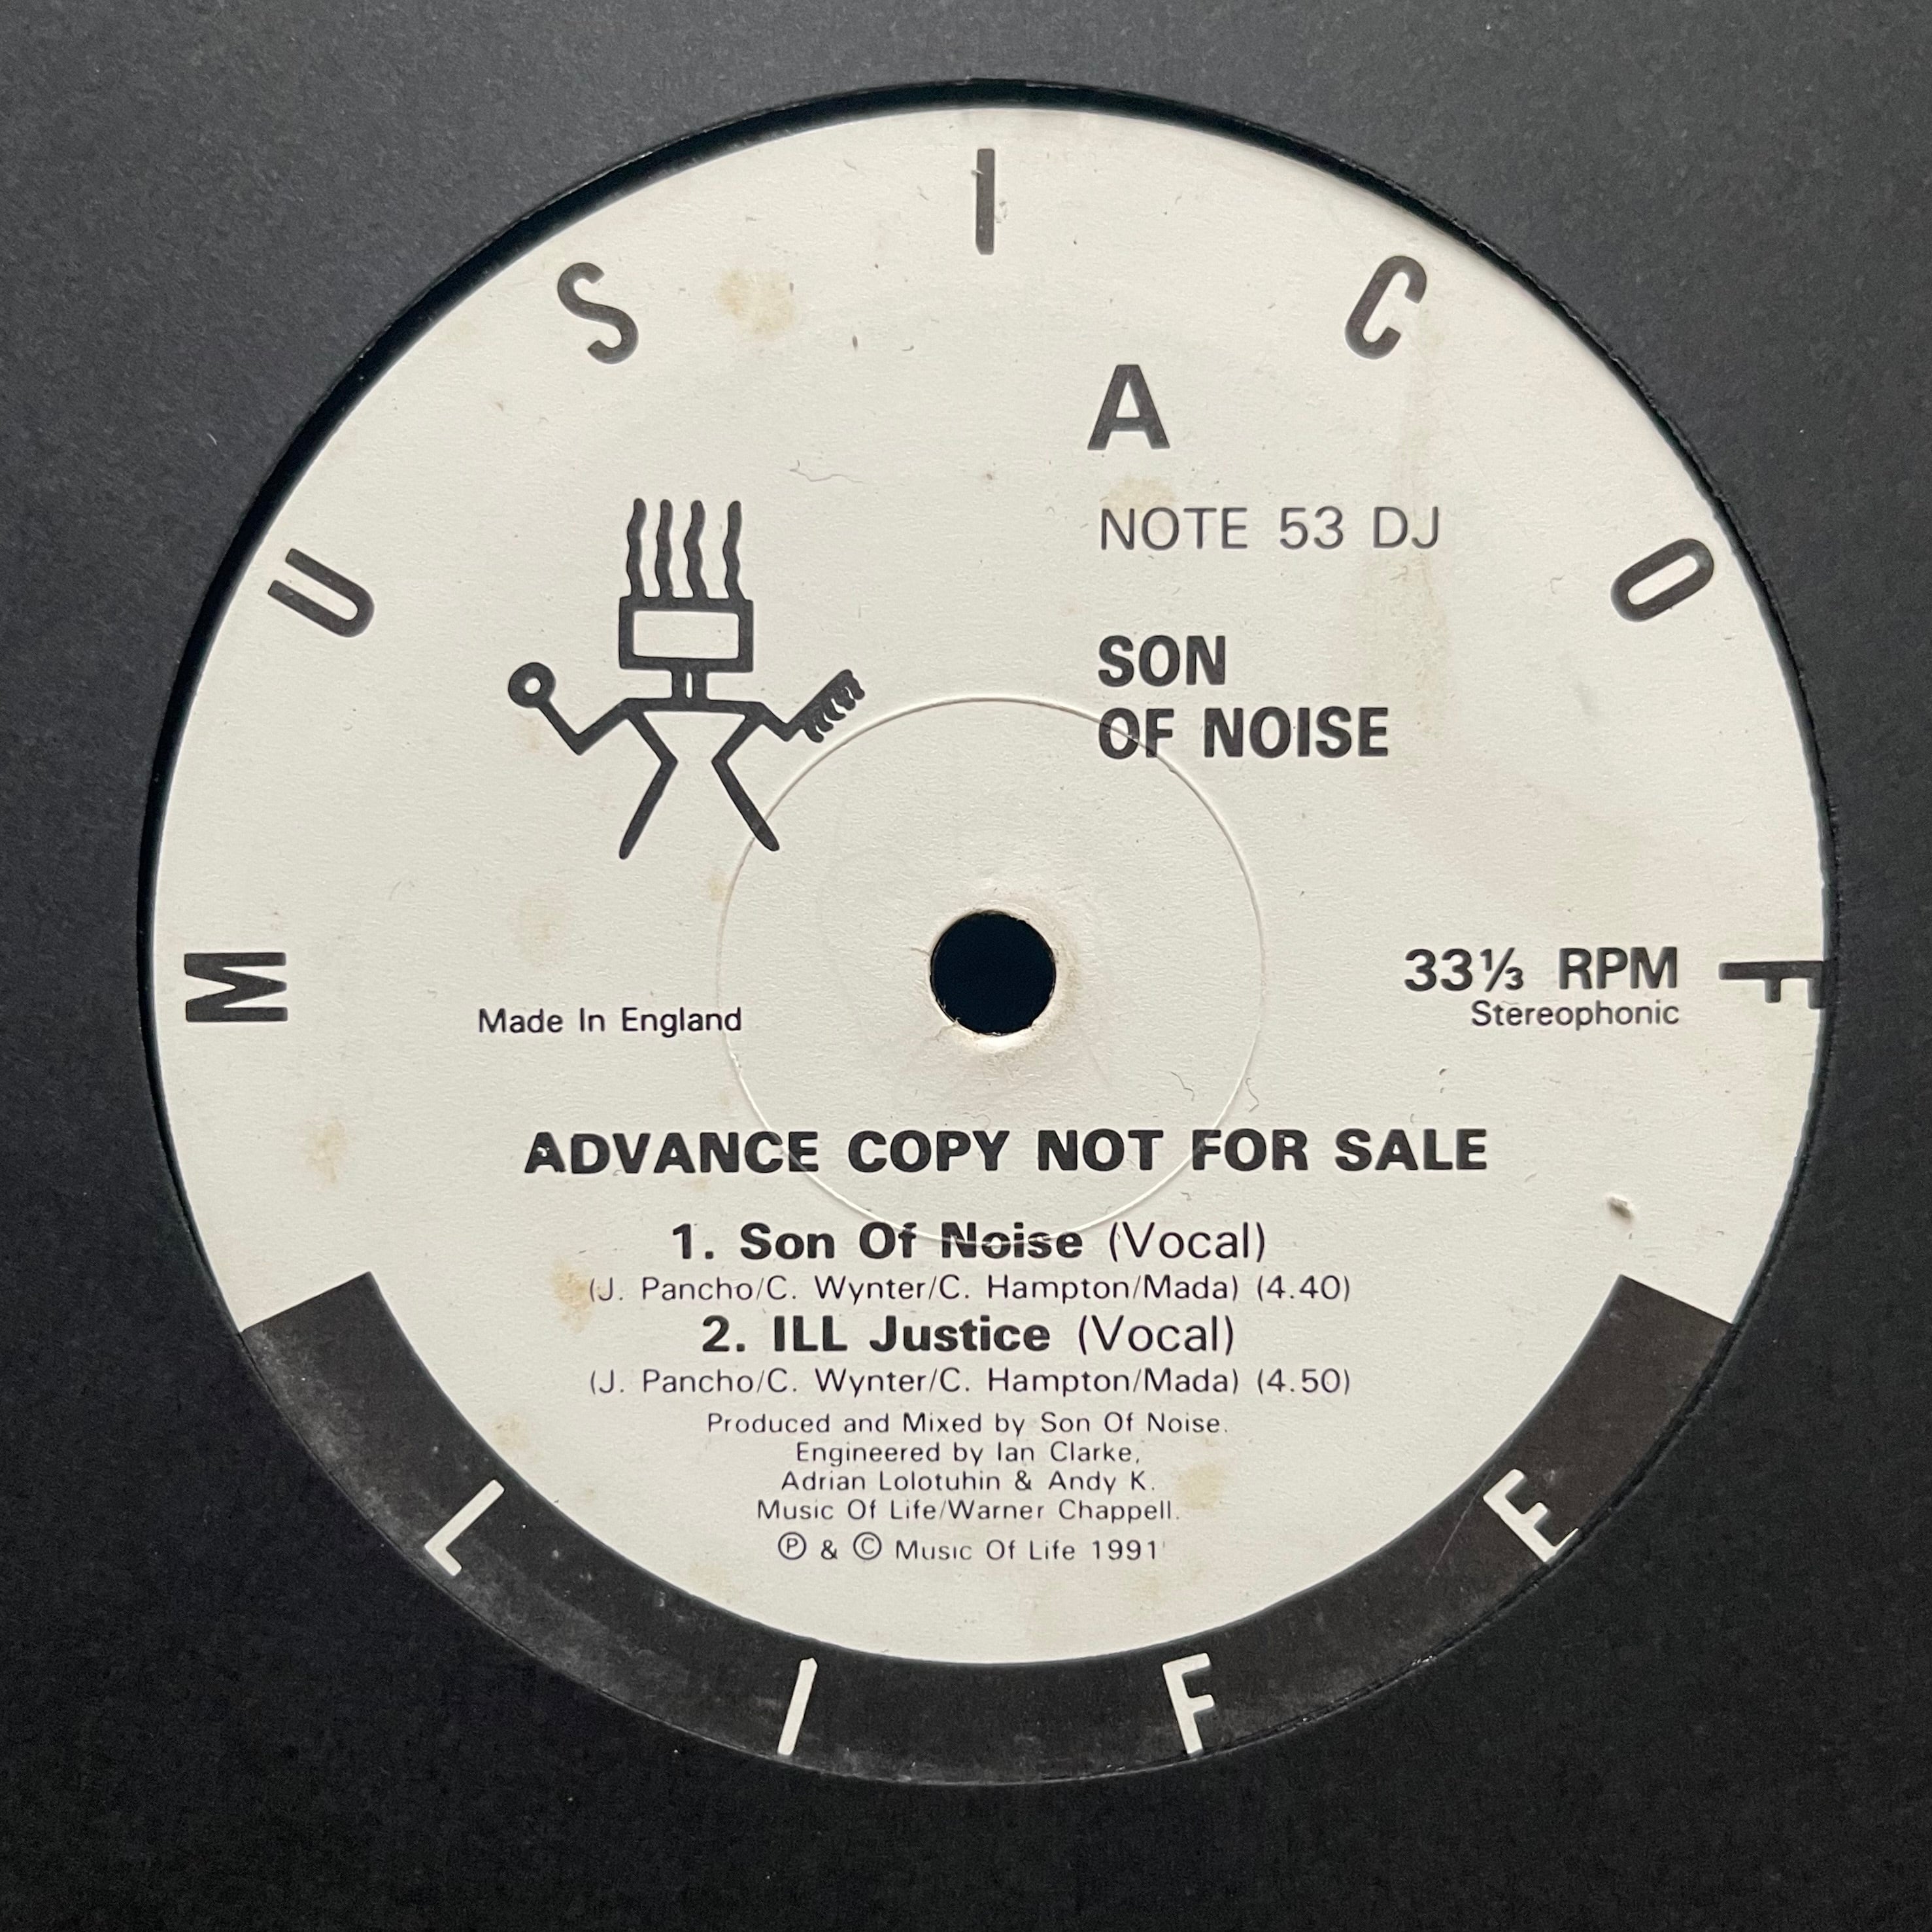 MUSIC OF
LIFE
A
NOTE 53 DJ
SON
OF NOISE
33⅓ RPM
Stereophonic
Made In England
ADVANCE COPY NOT FOR SALE
1. Son Of Noise (Vocal)
(J. Pancho/C. Wynter/C. Hampton/Mada) (4.40)
2. ILL Justice (Vocal)
(J. Pancho/C. Wynter/C. Hampton/Mada) (4.50)
Produced and Mixed by Son Of Noise.
Engineered by Ian Clarke,
Adrian Lolotuhin & Andy K.
Music Of Life/Warner Chappell.
℗ & © Music Of Life 1991